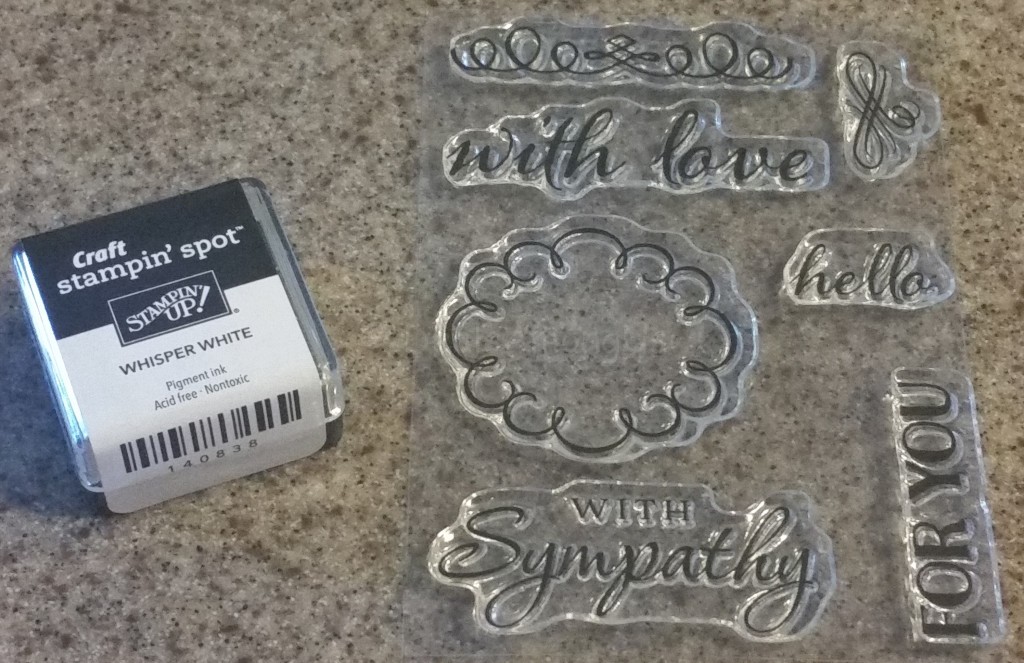 Craft
stampin' spot™
STAMPIN' UP!®
WHISPER WHITE
Pigment ink
Acid free · Nontoxic
140838
with love
hello
WITH
Sympathy
FOR YOU